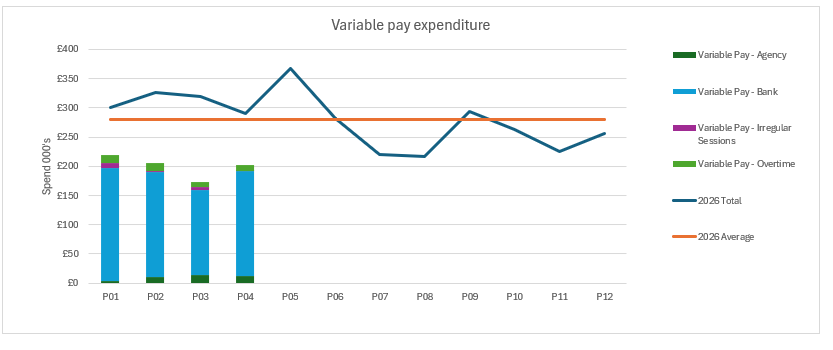 Variable pay expenditure
Spend 000's
£400
£350
£300
£250
£200
£150
£100
£50
£0
P01 P02 P03 P04 P05 P06 P07 P08 P09 P10 P11 P12
Variable Pay - Agency
Variable Pay - Bank
Variable Pay - Irregular
Sessions
Variable Pay - Overtime
2026 Total
2026 Average